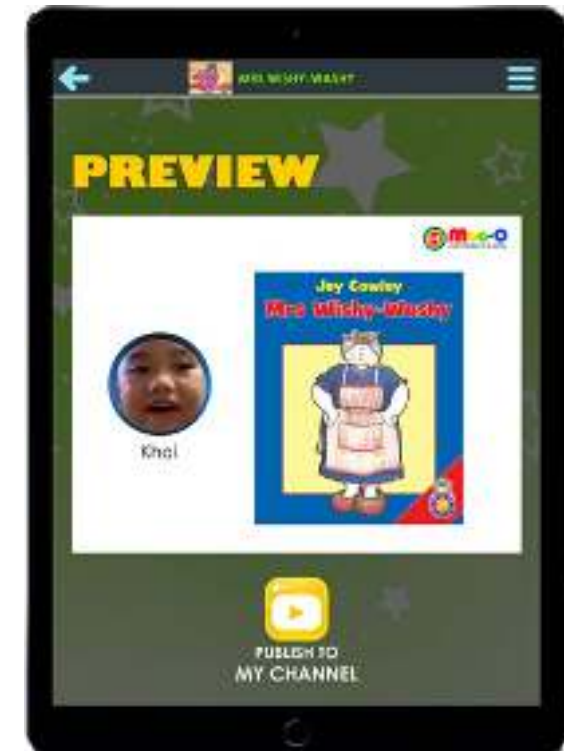 MRS WISHY-WASHY
PREVIEW
Joy Cowley
Mrs Wishy-Washy
Khoi
PUBLISH TO
MY CHANNEL